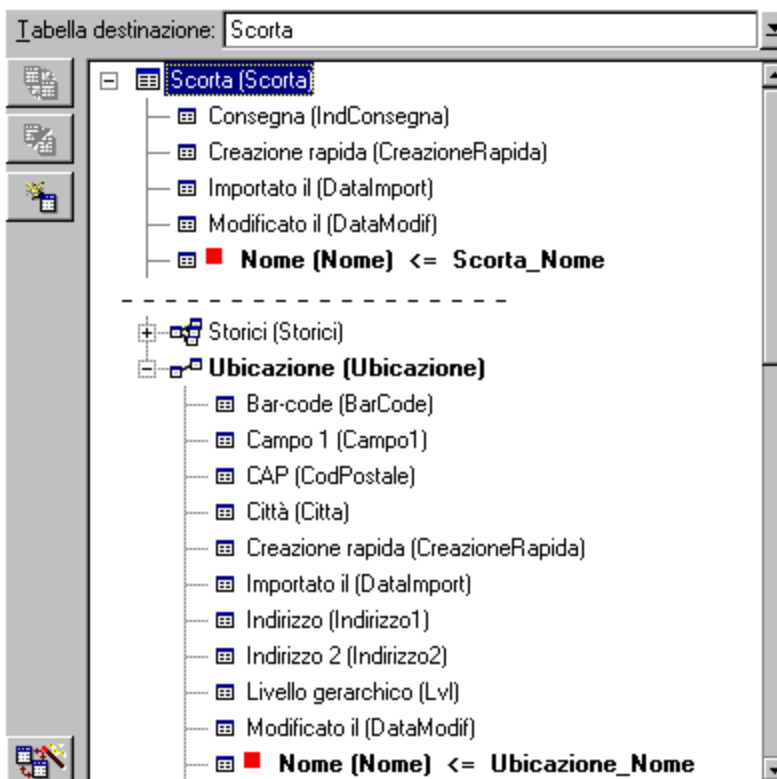 Tabella destinazione: Scorta
Scorta (Scorta)
Consegna (IndConsegna)
Creazione rapida (CreazioneRapida)
Importato il (DataImport)
Modificato il (DataModif)
Nome (Nome) <= Scorta_Nome
Storici (Storici)
Ubicazione (Ubicazione)
Bar-code (BarCode)
Campo 1 (Campo1)
CAP (CodPostale)
Città (Citta)
Creazione rapida (CreazioneRapida)
Importato il (DataImport)
Indirizzo (Indirizzo1)
Indirizzo 2 (Indirizzo2)
Livello gerarchico (Lvl)
Modificato il (DataModif)
Nome (Nome) <= Ubicazione_Nome